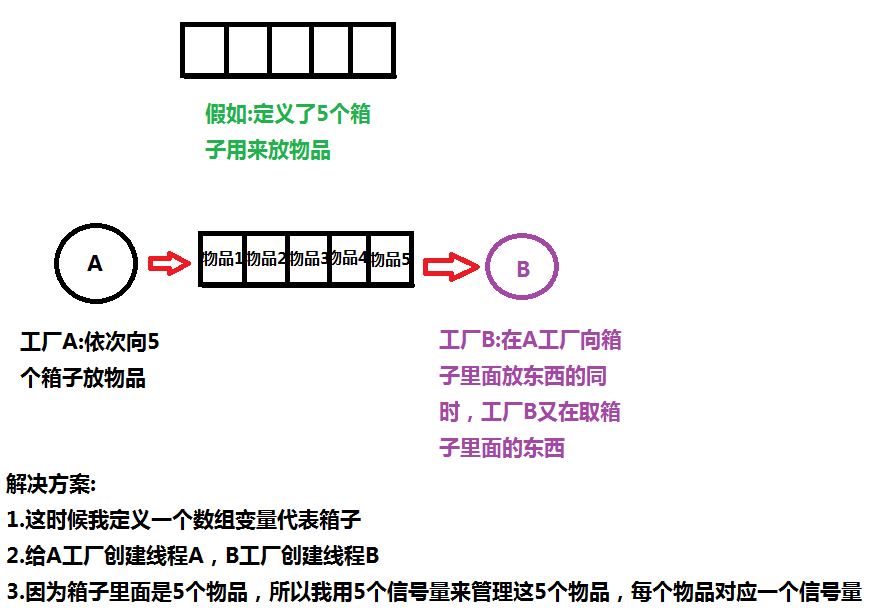 假如:定义了5个箱
子用来放物品
A
物品1
物品2
物品3
物品4
物品5
B
工厂A:依次向5
个箱子放物品
工厂B:在A工厂向箱
子里面放东西的同
时，工厂B又在取箱
子里面的东西
解决方案:
1.这时候我定义一个数组变量代表箱子
2.给A工厂创建线程A，B工厂创建线程B
3.因为箱子里面是5个物品，所以我用5个信号量来管理这5个物品，每个物品对应一个信号量